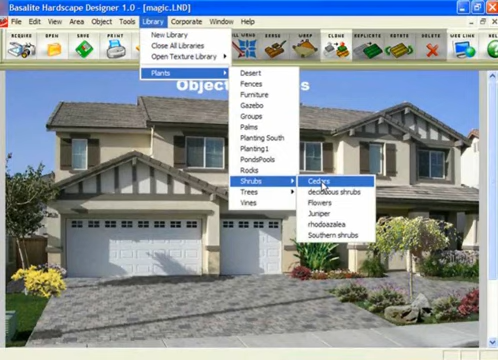 Basalite Hardscape Designer 1.0 - [magic.LND]
File Edit View Area Object Tools Library Corporate Window Help
ACQUIRE OPEN SAVE WAND ERASE WARP CLONE REPLICATE ROTATE DELETE WEB LINK
New Library
Close All Libraries
Open Texture Library
Plants
Desert
Fences
Furniture
Gazebo
Groups
Palms
Planting South
Planting1
PondsPools
Rocks
Shrubs
Trees
Vines
Cedars
deciduous shrubs
Flowers
Juniper
rhodoazalea
Southern shrubs
Object